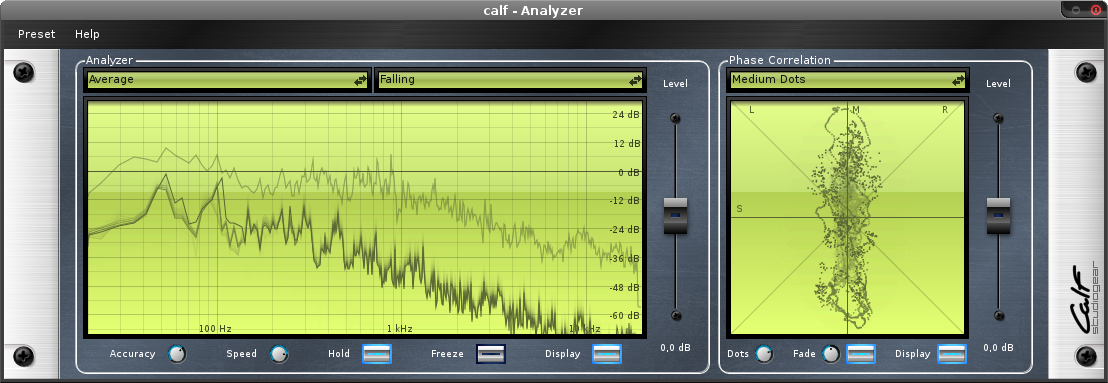 calf - Analyzer
Preset Help
Analyzer
Average
Falling
Level
24 dB
12 dB
0 dB
-12 dB
-24 dB
-36 dB
-48 dB
-60 dB
100 Hz
1 kHz
10 kHz
0,0 dB
Accuracy
Speed
Hold
Freeze
Display
Phase Correlation
Medium Dots
Level
L
M
R
S
0,0 dB
Dots
Fade
Display
Calf
studiogear